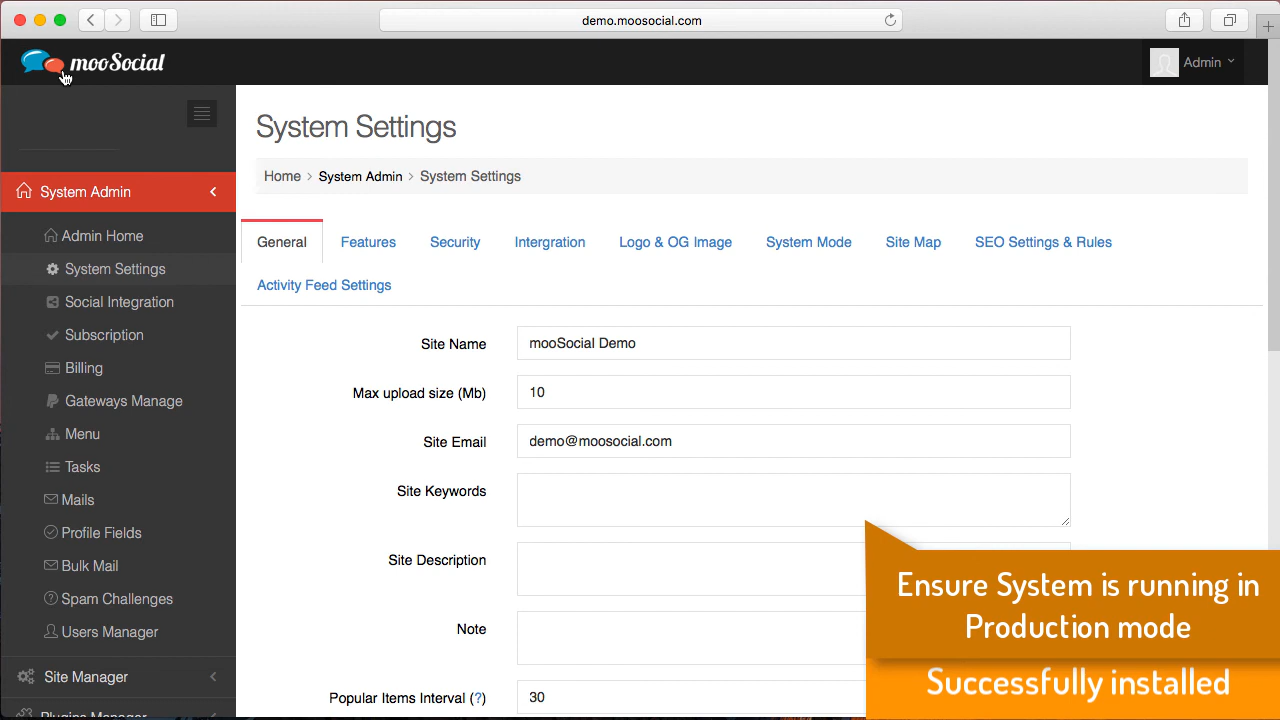 demo.moosocial.com
mooSocial
Admin
System Settings
Home > System Admin > System Settings
System Admin
Admin Home
System Settings
Social Integration
Subscription
Billing
Gateways Manage
Menu
Tasks
Mails
Profile Fields
Bulk Mail
Spam Challenges
Users Manager
Site Manager
Plugins Manager
General Features Security Intergration Logo & OG Image System Mode Site Map SEO Settings & Rules
Activity Feed Settings
Site Name mooSocial Demo
Max upload size (Mb) 10
Site Email demo@moosocial.com
Site Keywords
Site Description
Note
Popular Items Interval (?) 30
Ensure System is running in
Production mode
Successfully installed